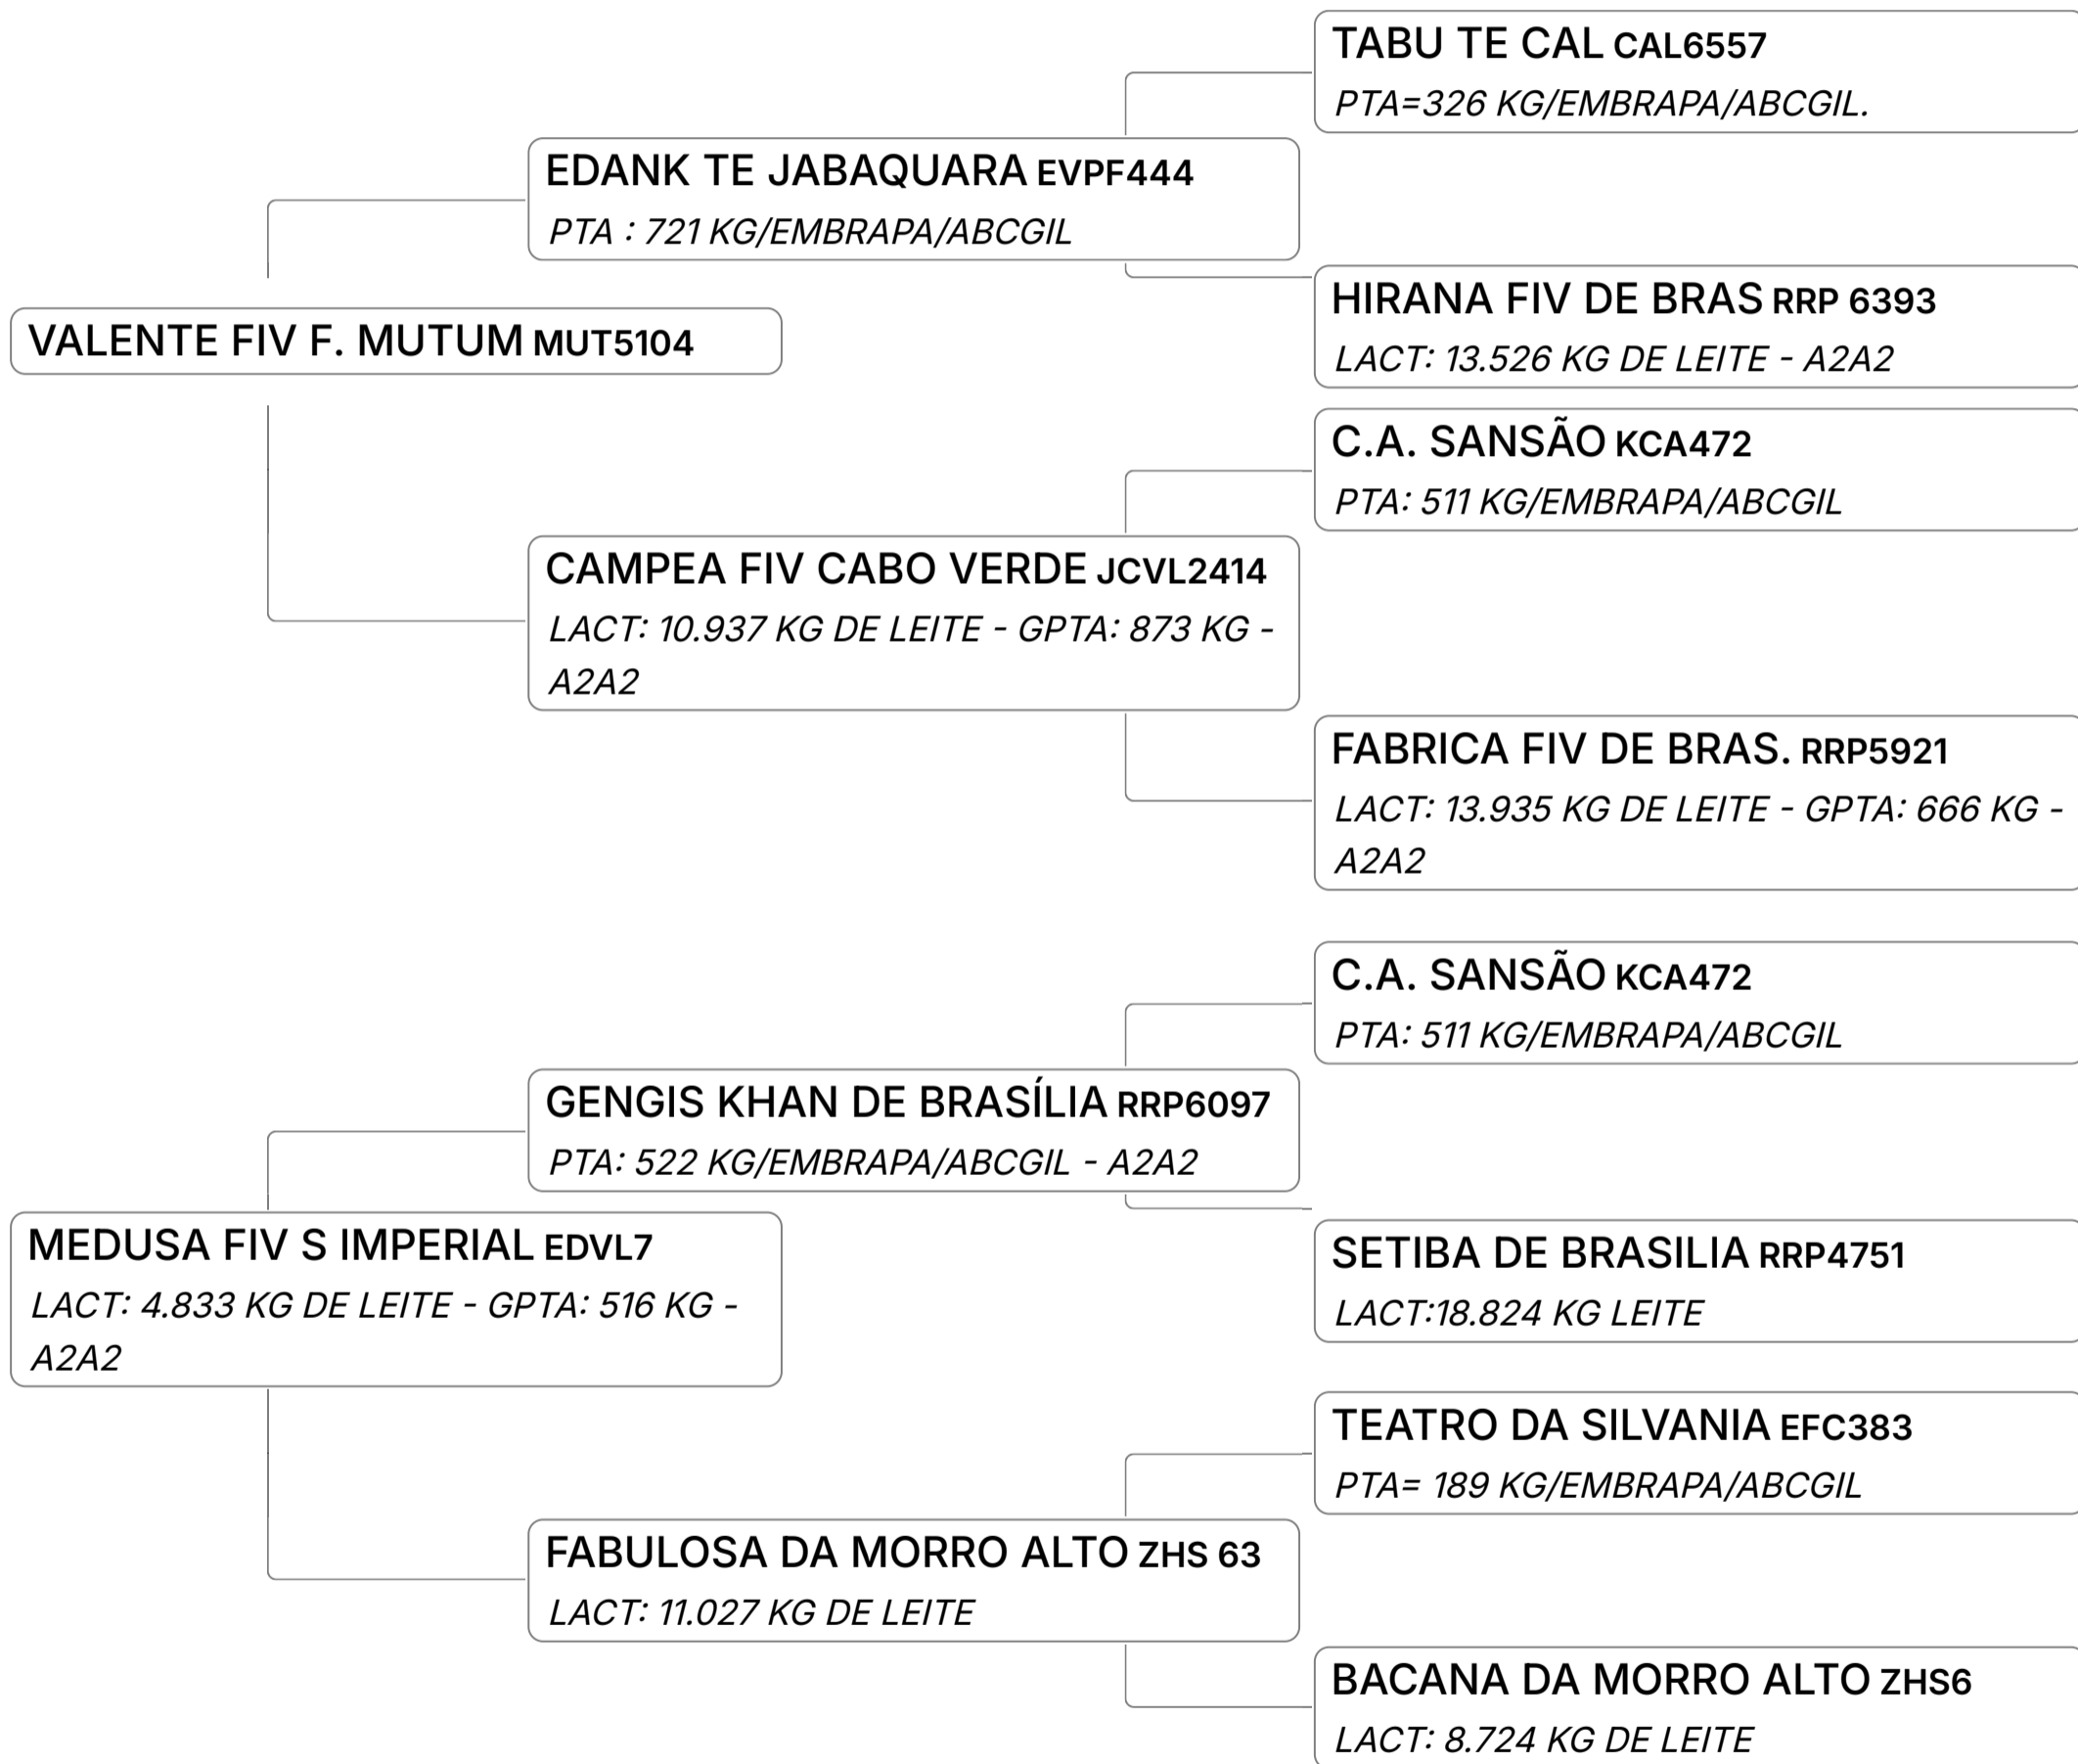 TABU TE CAL CAL6557
PTA=326 KG/EMBRAPA/ABCGIL.
EDANK TE JABAQUARA EVPF444
PTA : 721 KG/EMBRAPA/ABCGIL
HIRANA FIV DE BRAS RRP 6393
LACT: 13.526 KG DE LEITE - A2A2
VALENTE FIV F. MUTUM MUT5104
C.A. SANSÃO KCA472
PTA: 511 KG/EMBRAPA/ABCGIL
CAMPEA FIV CABO VERDE JCVL2414
LACT: 10.937 KG DE LEITE - GPTA: 873 KG -
A2A2
FABRICA FIV DE BRAS. RRP5921
LACT: 13.935 KG DE LEITE - GPTA: 666 KG -
A2A2
C.A. SANSÃO KCA472
PTA: 511 KG/EMBRAPA/ABCGIL
GENGIS KHAN DE BRASÍLIA RRP6097
PTA: 522 KG/EMBRAPA/ABCGIL - A2A2
SETIBA DE BRASILIA RRP4751
LACT:18.824 KG LEITE
MEDUSA FIV S IMPERIAL EDVL7
LACT: 4.833 KG DE LEITE - GPTA: 516 KG -
A2A2
TEATRO DA SILVANIA EFC383
PTA= 189 KG/EMBRAPA/ABCGIL
FABULOSA DA MORRO ALTO ZHS 63
LACT: 11.027 KG DE LEITE
BACANA DA MORRO ALTO ZHS6
LACT: 8.724 KG DE LEITE